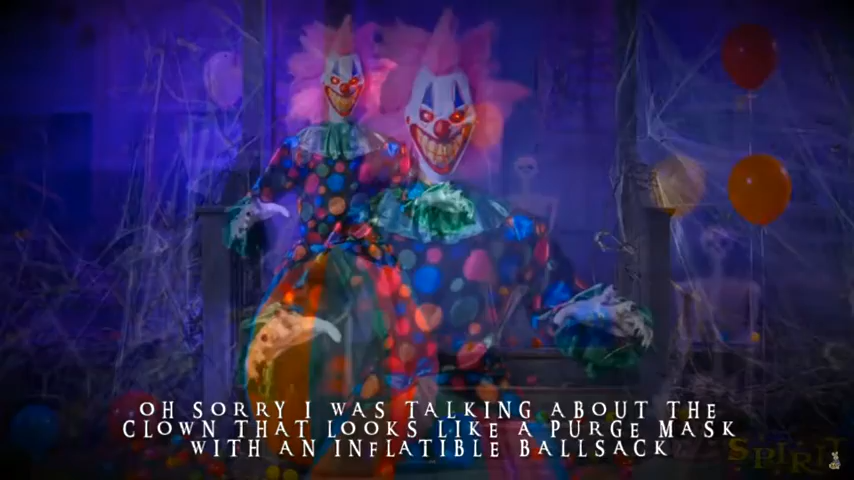 OH SORRY I WAS TALKING ABOUT THE
CLOWN THAT LOOKS LIKE A PURGE MASK
WITH AN INFLATIBLE BALLSACK
SPIRIT